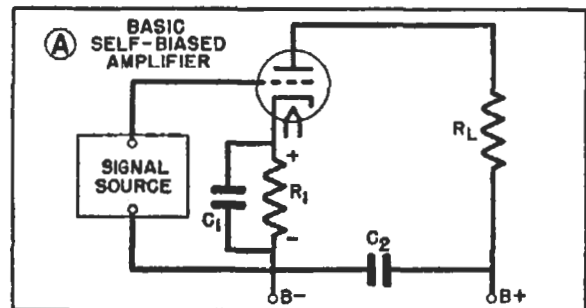 A
BASIC
SELF-BIASED
AMPLIFIER
SIGNAL
SOURCE
C1
+
R1
-
RL
C2
B-
B+